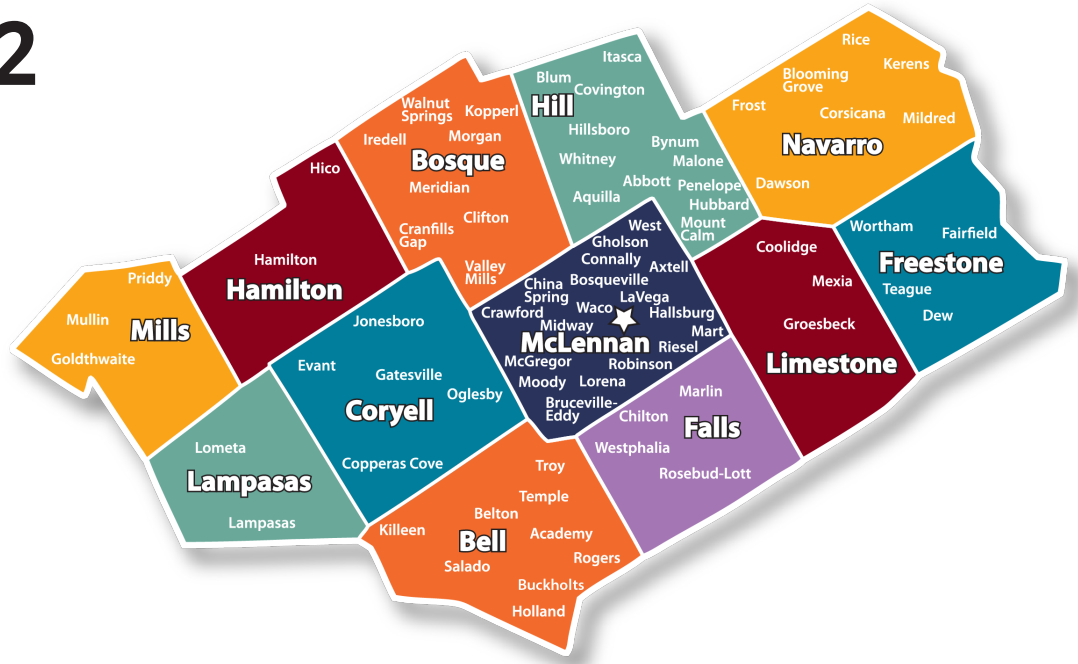 2
Rice
Kerens
Blooming
Grove
Frost
Corsicana
Mildred
Navarro
Dawson
Itasca
Blum
Covington
Hill
Hillsboro
Bynum
Whitney
Malone
Abbott
Penelope
Aquilla
Hubbard
Mount
Calm
Walnut
Springs
Kopperl
Iredell
Morgan
Bosque
Meridian
Clifton
Cranfills
Gap
Valley
Mills
Hico
Hamilton
Hamilton
Priddy
Mullin
Mills
Goldthwaite
Wortham
Fairfield
Freestone
Teague
Dew
Coolidge
Mexia
Groesbeck
Limestone
West
Gholson
Connally
Axtell
Bosqueville
China
Spring
LaVega
Crawford
Waco
Hallsburg
Midway
Mart
McLennan
Riesel
McGregor
Robinson
Moody
Lorena
Bruceville-
Eddy
Jonesboro
Evant
Gatesville
Oglesby
Coryell
Copperas Cove
Marlin
Chilton
Falls
Westphalia
Rosebud-Lott
Lometa
Lampasas
Lampasas
Troy
Temple
Belton
Killeen
Academy
Bell
Rogers
Salado
Buckholts
Holland